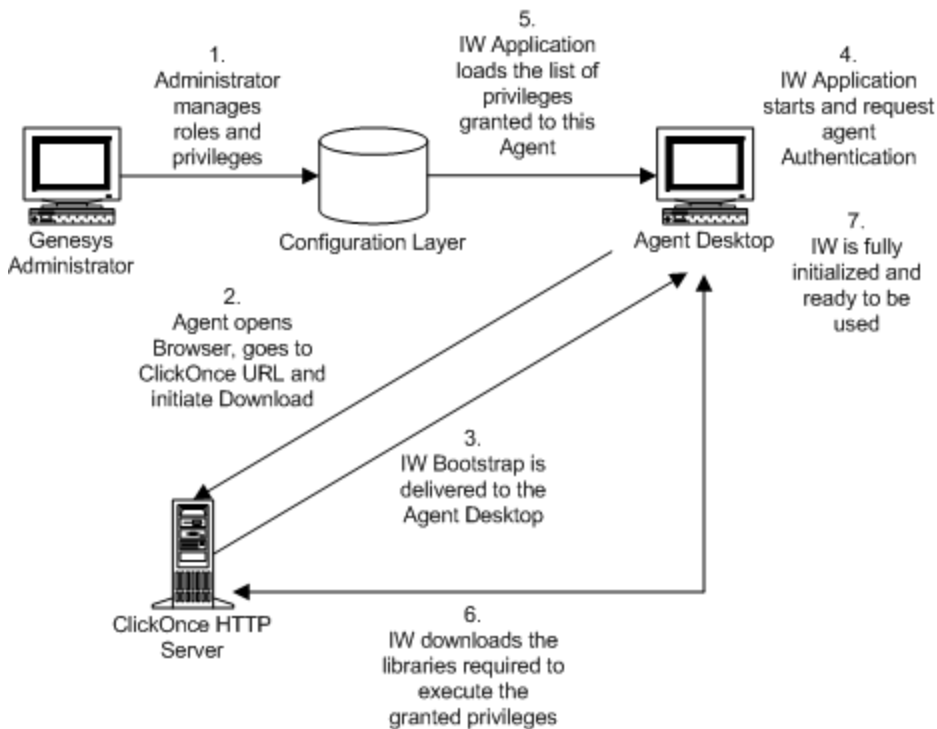 1.
Administrator
manages
roles and
privileges
5.
IW Application
loads the list of
privileges
granted to this
Agent
4.
IW Application
starts and request
agent
Authentication
Genesys
Administrator
Configuration Layer
Agent Desktop
7.
IW is fully
initialized and
ready to be
used
2.
Agent opens
Browser, goes to
ClickOnce URL and
initiate Download
3.
IW Bootstrap is
delivered to the
Agent Desktop
ClickOnce HTTP
Server
6.
IW downloads the
libraries required to
execute the
granted privileges